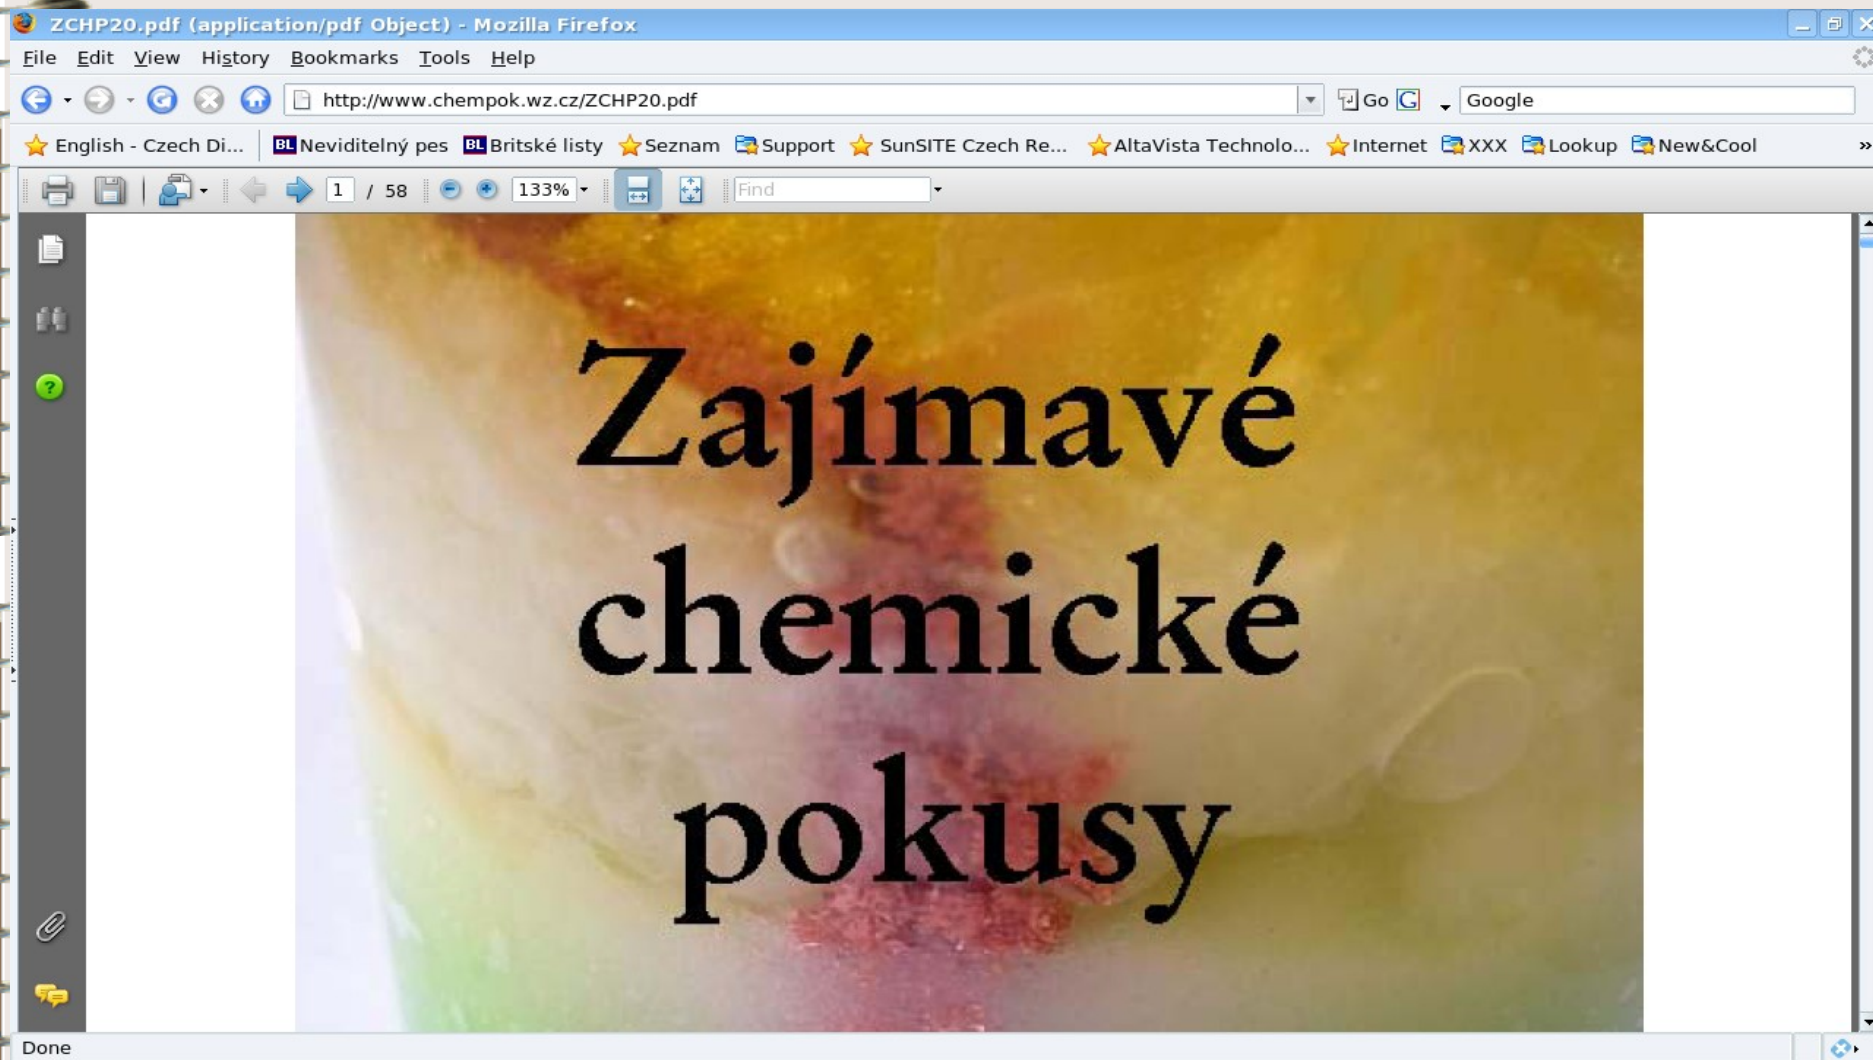 ZCHP20.pdf (application/pdf Object) - Mozilla Firefox
File Edit View History Bookmarks Tools Help
http://www.chempok.wz.cz/ZCHP20.pdf Go G Google
English - Czech Di... BL Neviditelný pes BL Britské listy Seznam Support SunSITE Czech Re... AltaVista Technolo... Internet XXX Lookup New&Cool »
1 / 58 133% Find
Zajímavé
chemické
pokusy
Done